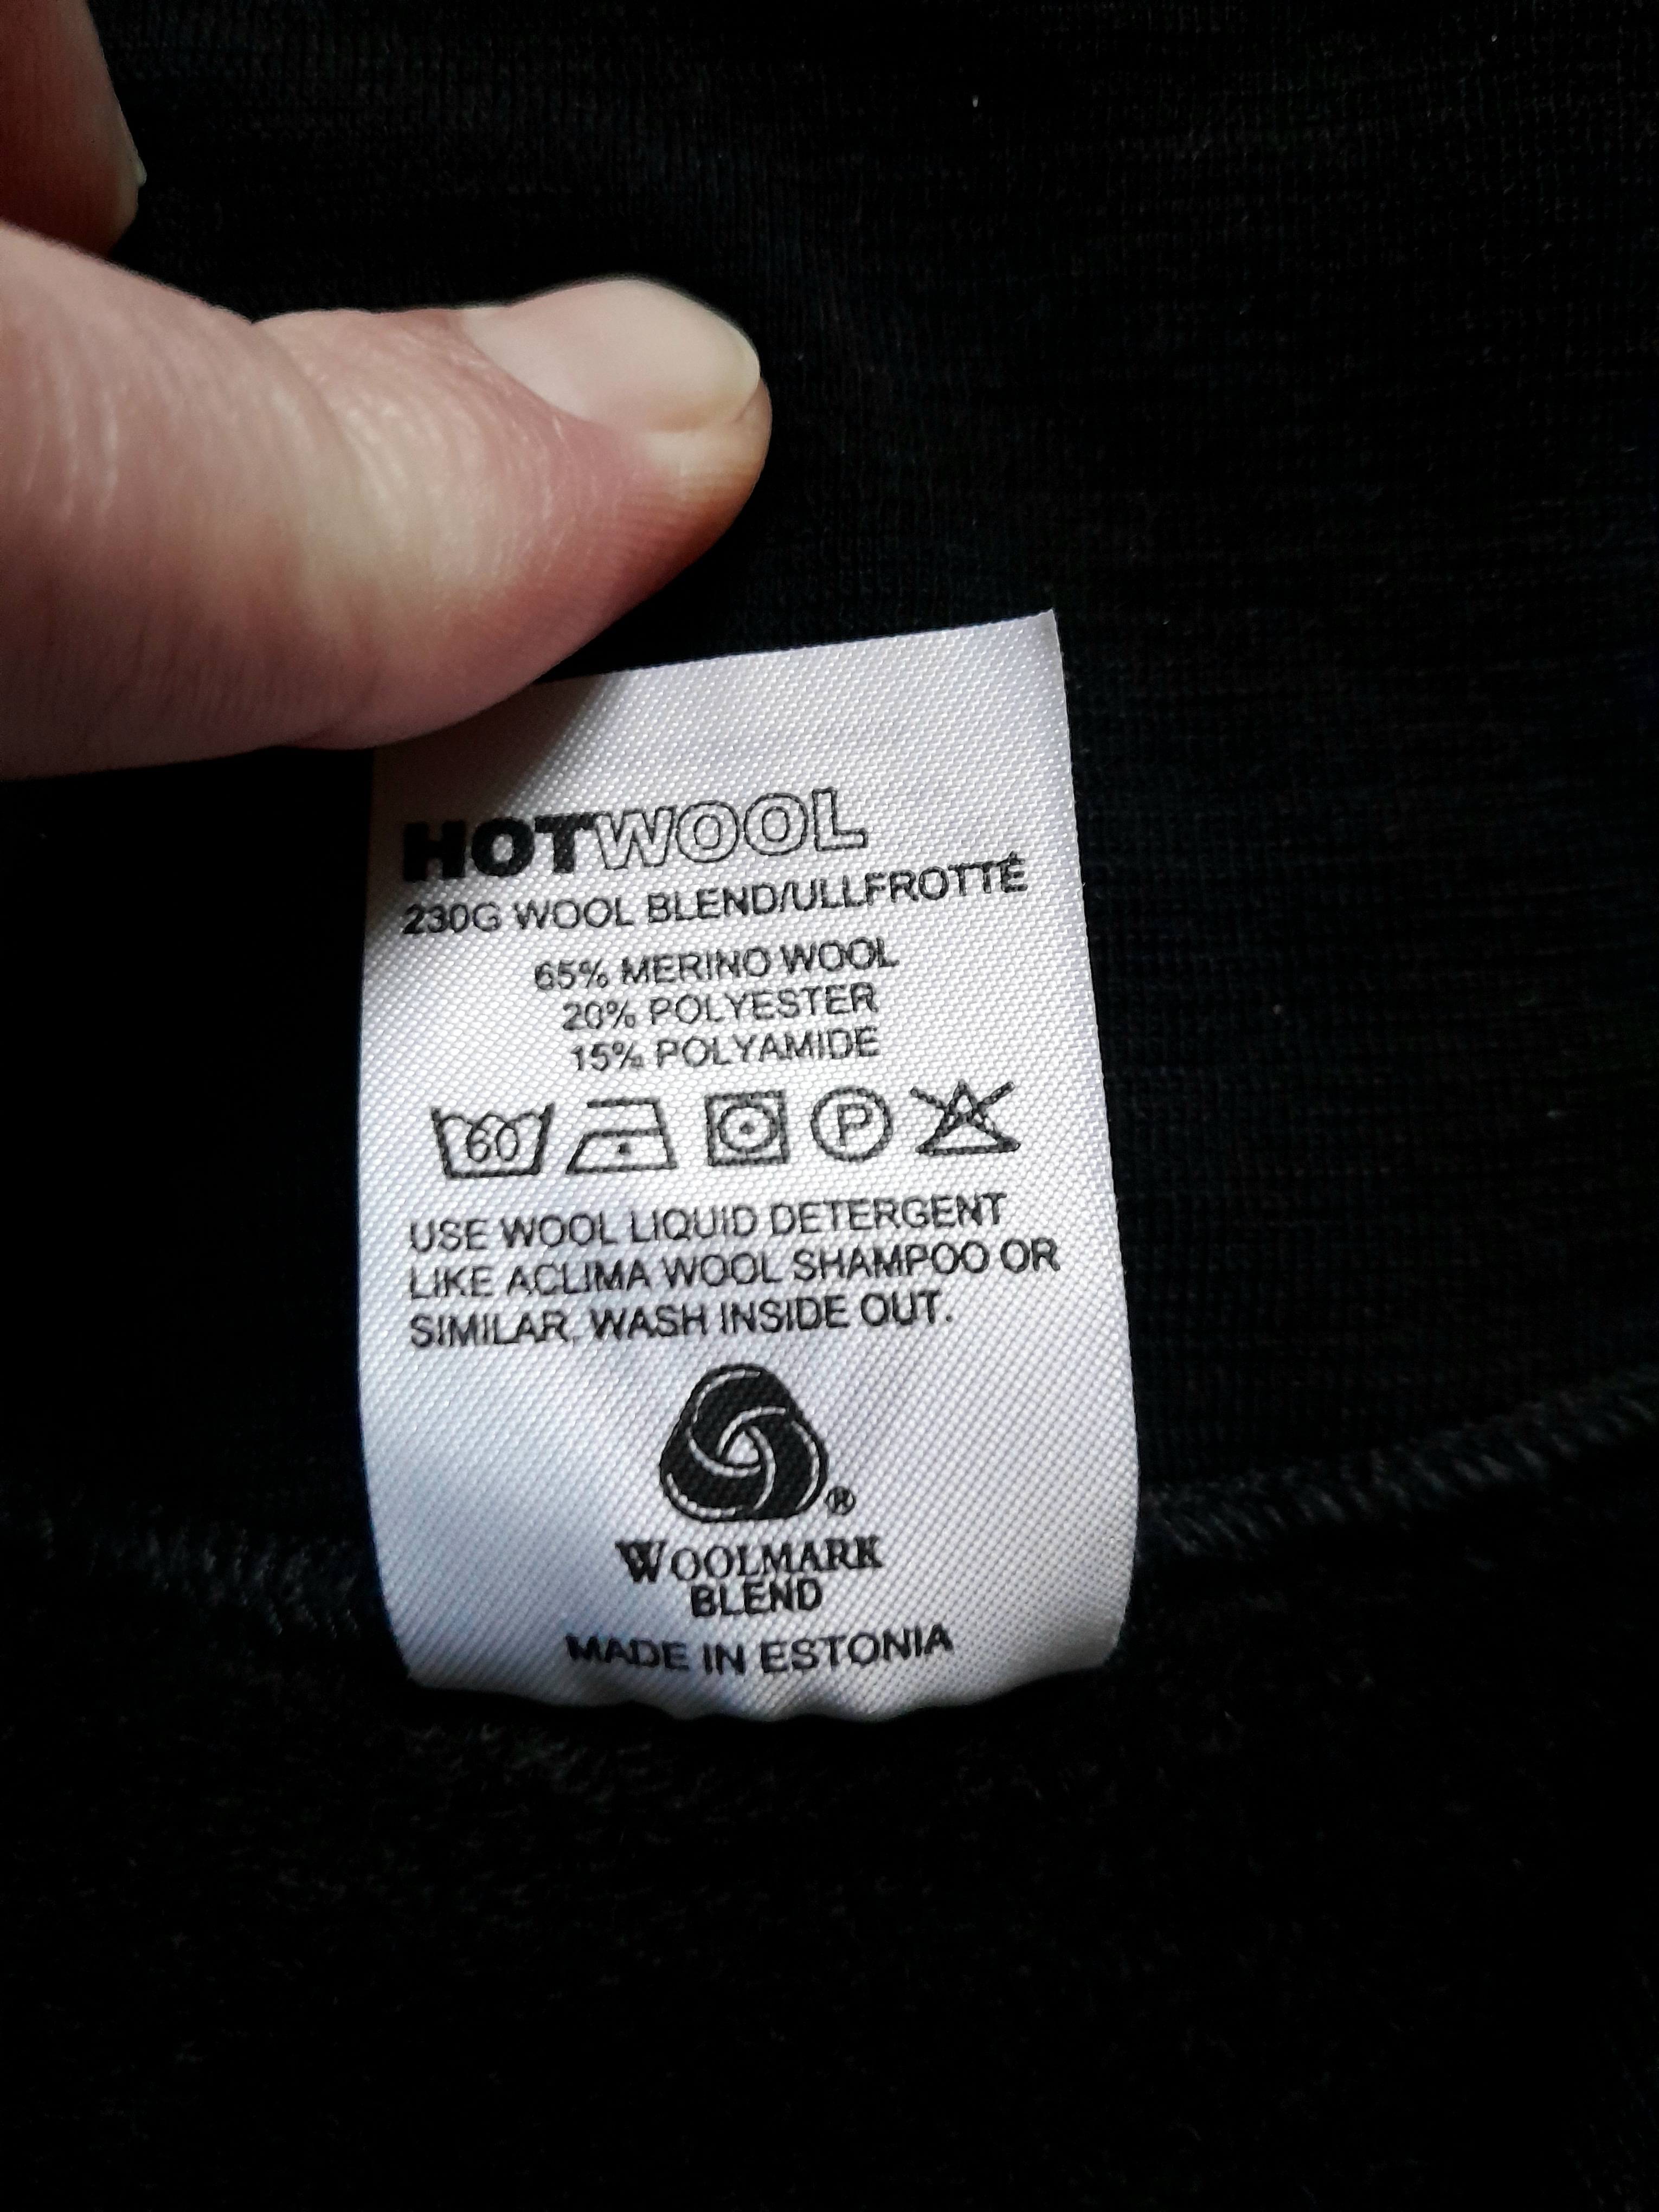 HOTWOOL
230G WOOL BLEND/ULLFROTTÉ
65% MERINO WOOL
20% POLYESTER
15% POLYAMIDE
60 P
USE WOOL LIQUID DETERGENT
LIKE ACLIMA WOOL SHAMPOO OR
SIMILAR, WASH INSIDE OUT.
®
WOOLMARK
BLEND
MADE IN ESTONIA